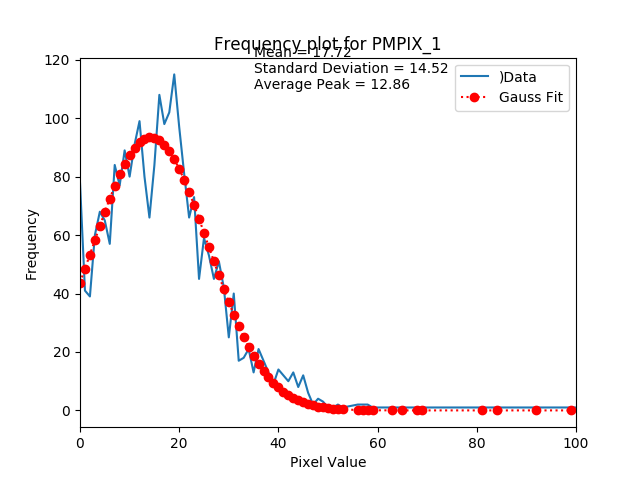 Frequency plot for PMPIX_1
Mean = 17.72
Standard Deviation = 14.52
Average Peak = 12.86
)Data
Gauss Fit
Frequency
120
100
80
60
40
20
0
0 20 40 60 80 100
Pixel Value